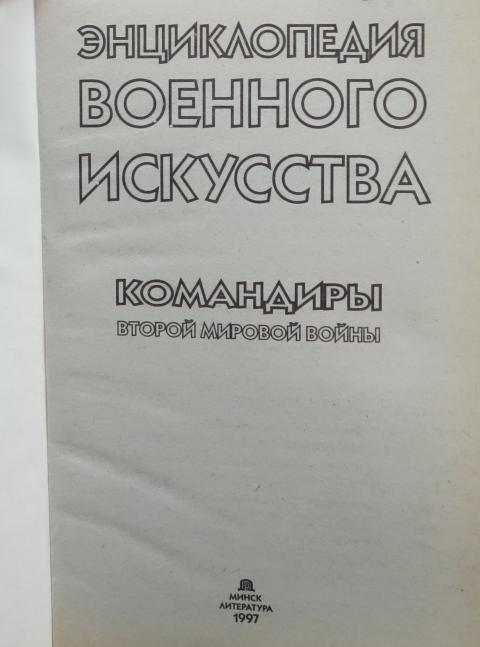 ЭНЦИКЛОПЕДИЯ
ВОЕННОГО
ИСКУССТВА
КОМАНДИРЫ
ВТОРОЙ МИРОВОЙ ВОЙНЫ
МИНСК
ЛИТЕРАТУРА
1997